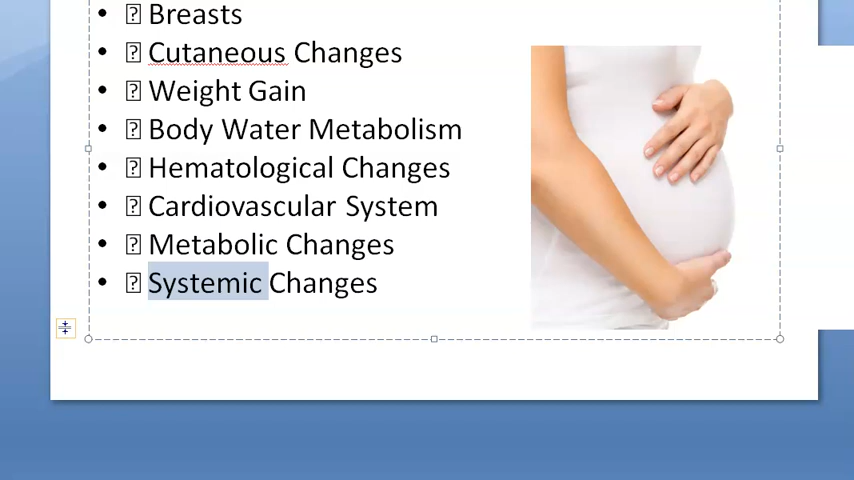 • ⍰ Breasts
• ⍰ Cutaneous Changes
• ⍰ Weight Gain
• ⍰ Body Water Metabolism
• ⍰ Hematological Changes
• ⍰ Cardiovascular System
• ⍰ Metabolic Changes
• ⍰ Systemic Changes